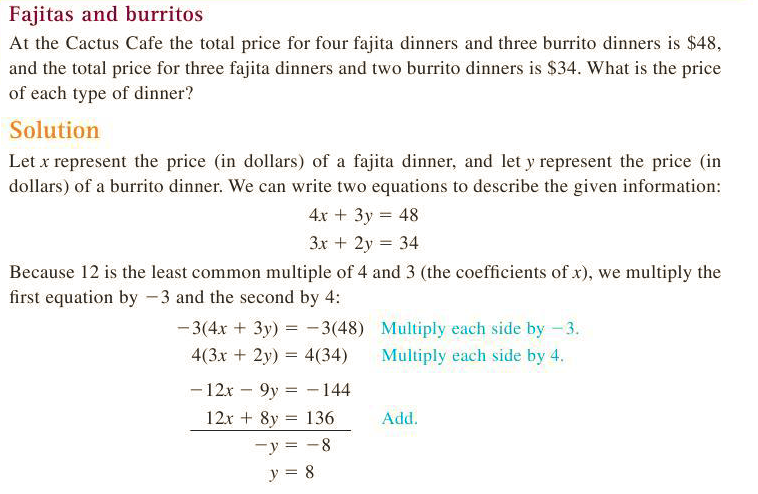 Fajitas and burritos
At the Cactus Cafe the total price for four fajita dinners and three burrito dinners is $48,
and the total price for three fajita dinners and two burrito dinners is $34. What is the price
of each type of dinner?
Solution
Let x represent the price (in dollars) of a fajita dinner, and let y represent the price (in
dollars) of a burrito dinner. We can write two equations to describe the given information:
4x + 3y = 48
3x + 2y = 34
Because 12 is the least common multiple of 4 and 3 (the coefficients of x), we multiply the
first equation by −3 and the second by 4:
−3(4x + 3y) = −3(48) Multiply each side by −3.
4(3x + 2y) = 4(34) Multiply each side by 4.
−12x − 9y = −144
12x + 8y = 136 Add.
−y = −8
y = 8